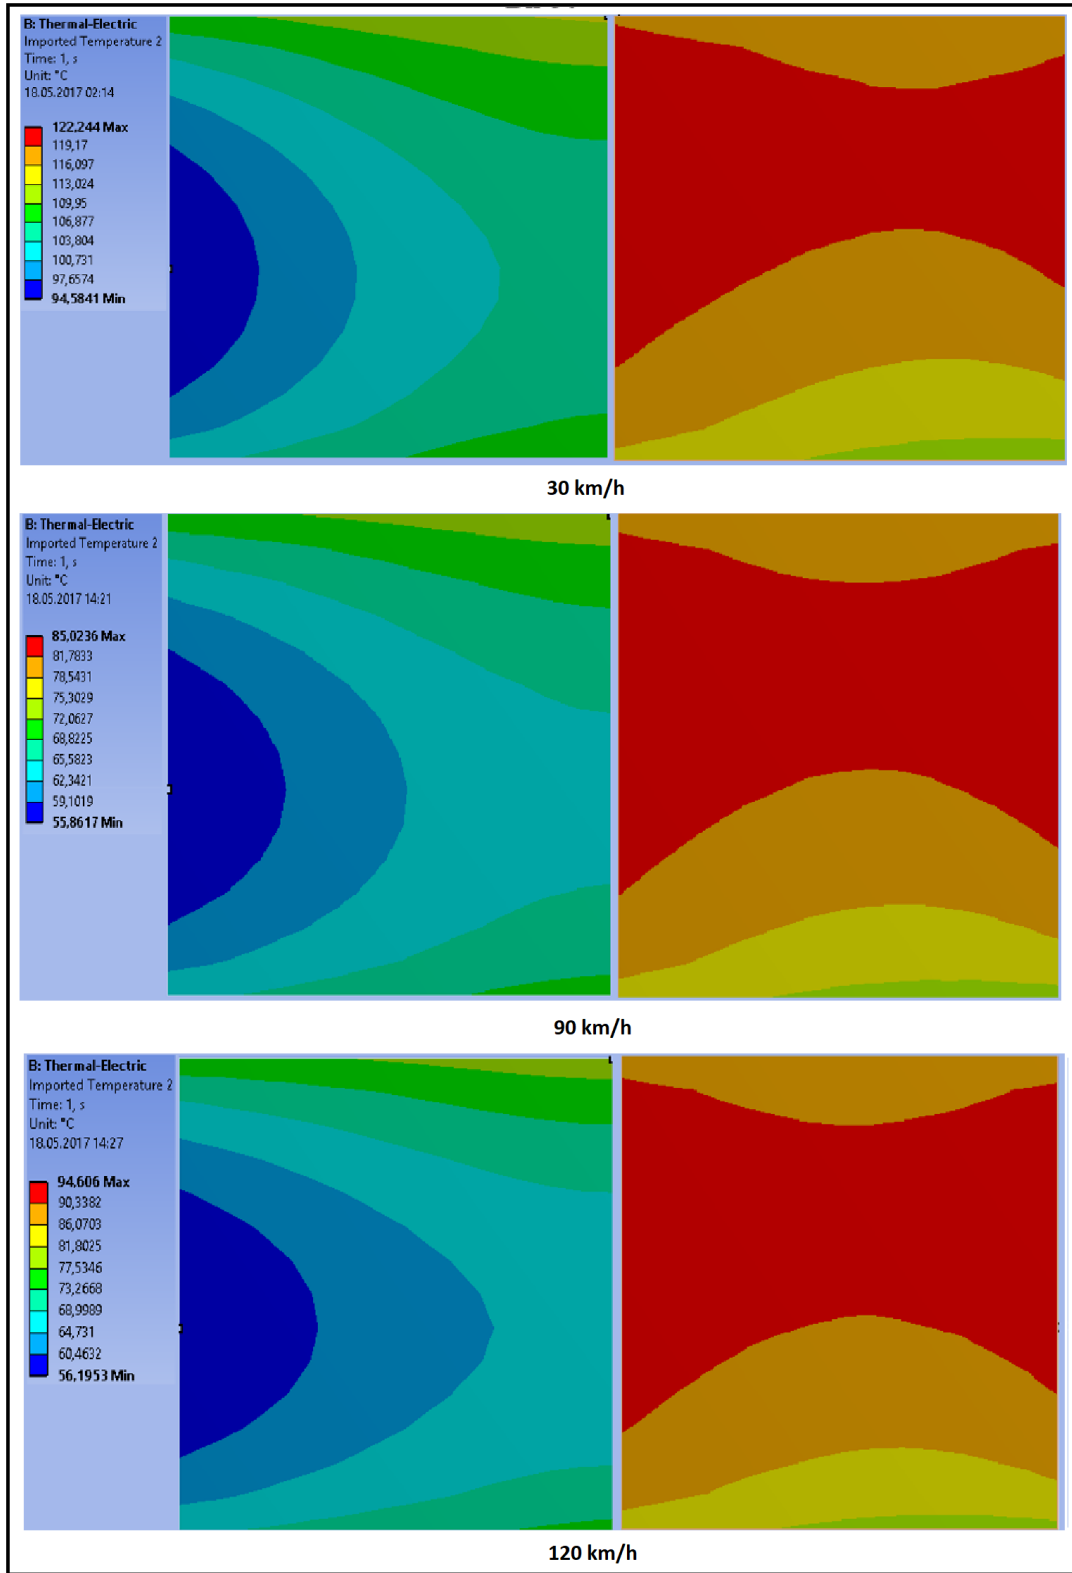 B: Thermal-Electric
Imported Temperature 2
Time: 1, s
Unit: °C
18.05.2017 02:14
122,244 Max
119,17
116,097
113,024
109,95
106,877
103,804
100,731
97,6574
94,5841 Min
30 km/h
B: Thermal-Electric
Imported Temperature 2
Time: 1, s
Unit: °C
18.05.2017 14:21
85,0236 Max
81,7833
78,5431
75,3029
72,0627
68,8225
65,5823
62,3421
59,1019
55,8617 Min
90 km/h
B: Thermal-Electric
Imported Temperature 2
Time: 1, s
Unit: °C
18.05.2017 14:27
94,606 Max
90,3382
86,0703
81,8025
77,5346
73,2668
68,9989
64,731
60,4632
56,1953 Min
120 km/h